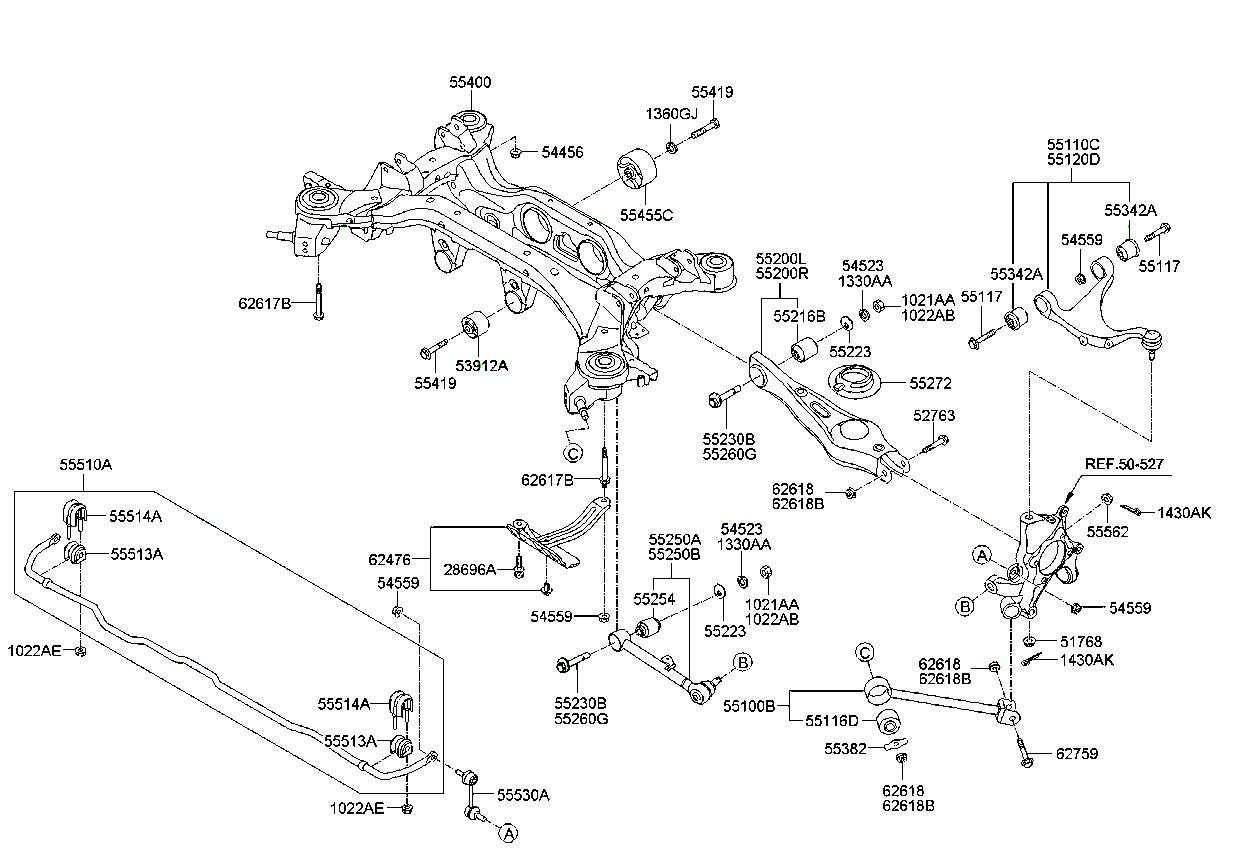 55400
55419
1360GJ
54456
55455C
62617B
53912A
55419
55110C
55120D
55342A
54559
55117
55342A
55117
55200L
55200R
54523
1330AA
1021AA
1022AB
55216B
55223
55272
52763
55230B
55260G
62618
62618B
C
62617B
REF.50-527
1430AK
55562
A
B
54559
51768
1430AK
55510A
55514A
55513A
1022AE
54559
62476
28696A
54559
55250A
55250B
54523
1330AA
55254
1021AA
1022AB
55223
B
55230B
55260G
C
62618
62618B
55100B
55116D
55382
62759
62618
62618B
55514A
55513A
1022AE
55530A
A